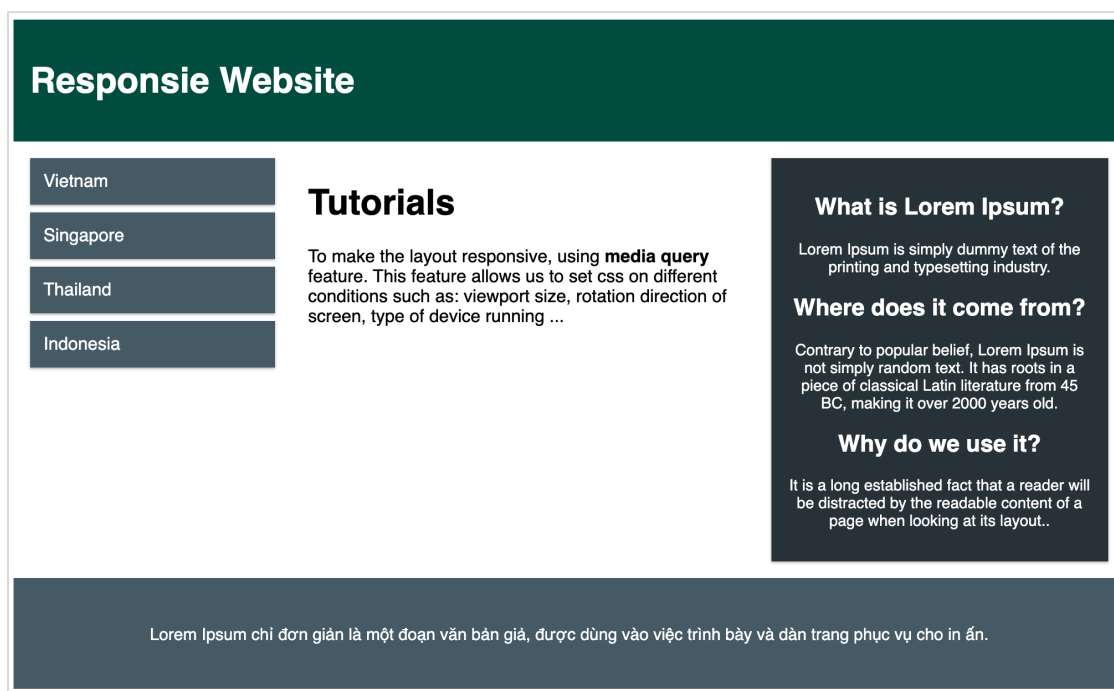 Responsie Website
Vietnam
Singapore
Thailand
Indonesia
Tutorials
To make the layout responsive, using media query
feature. This feature allows us to set css on different
conditions such as: viewport size, rotation direction of
screen, type of device running ...
What is Lorem Ipsum?
Lorem Ipsum is simply dummy text of the
printing and typesetting industry.
Where does it come from?
Contrary to popular belief, Lorem Ipsum is
not simply random text. It has roots in a
piece of classical Latin literature from 45
BC, making it over 2000 years old.
Why do we use it?
It is a long established fact that a reader will
be distracted by the readable content of a
page when looking at its layout..
Lorem Ipsum chỉ đơn giản là một đoạn văn bản giả, được dùng vào việc trình bày và dàn trang phục vụ cho in ấn.